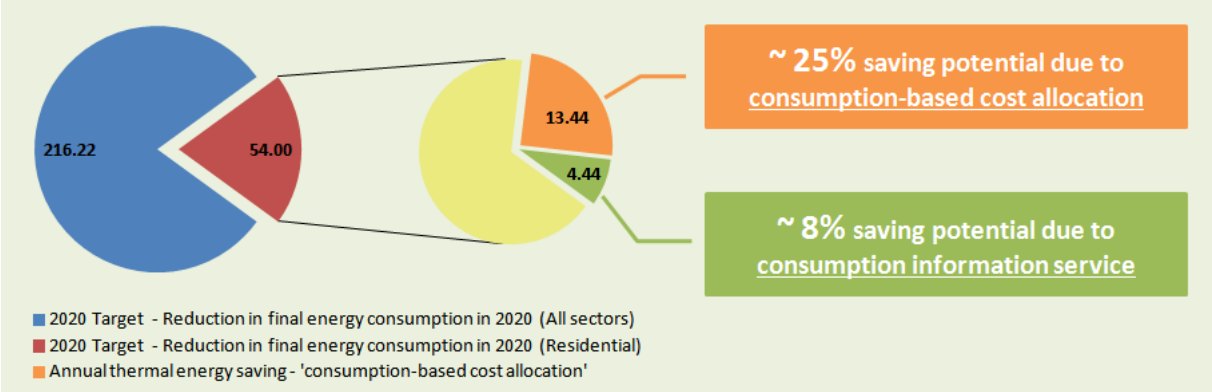 216.22
54.00
13.44
4.44
~ 25% saving potential due to
consumption-based cost allocation
~ 8% saving potential due to
consumption information service
2020 Target - Reduction in final energy consumption in 2020 (All sectors)
2020 Target - Reduction in final energy consumption in 2020 (Residential)
Annual thermal energy saving - 'consumption-based cost allocation'